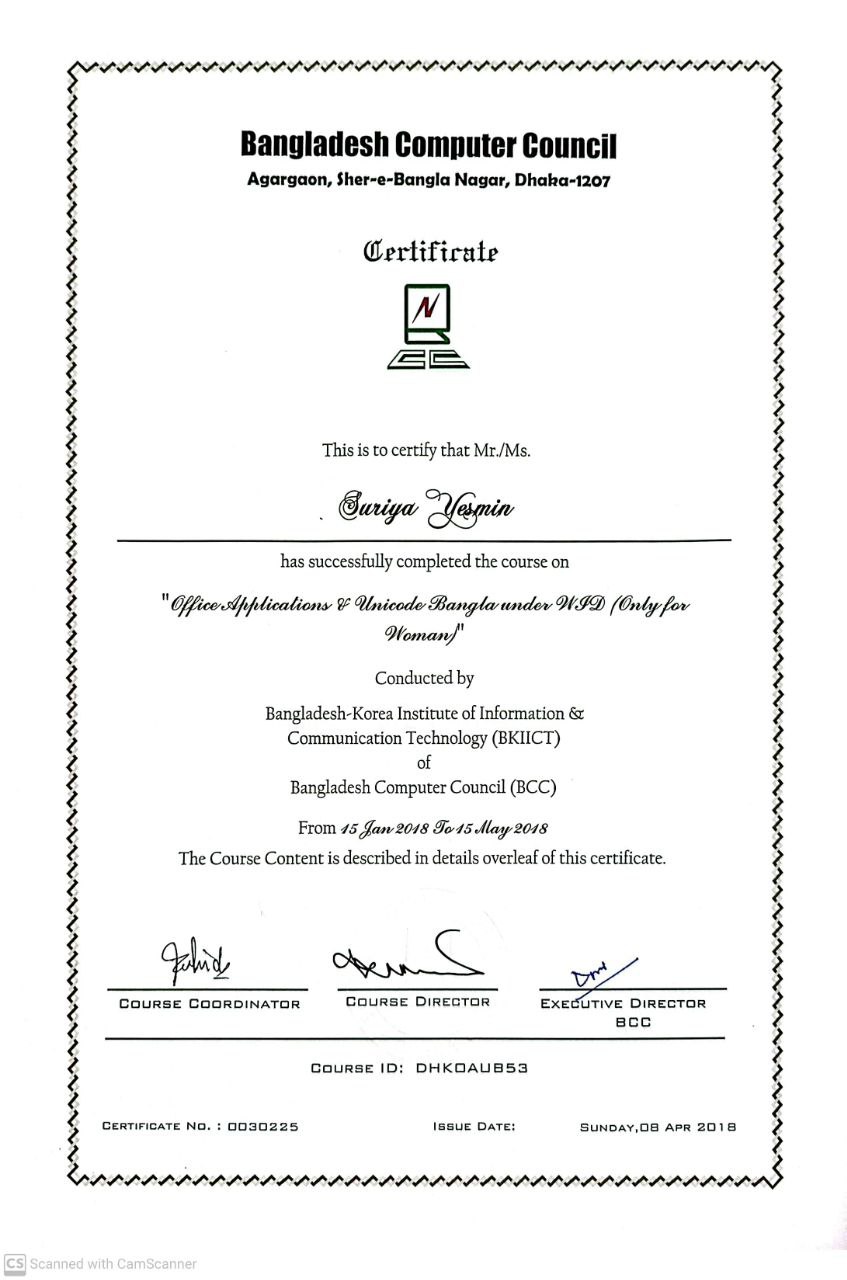 Bangladesh Computer Council
Agargaon, Sher-e-Bangla Nagar, Dhaka-1207
Certificate
This is to certify that Mr./Ms.
Suriya Yesmin
has successfully completed the course on
"Office Applications & Unicode Bangla under WID (Only for
Woman)"
Conducted by
Bangladesh-Korea Institute of Information &
Communication Technology (BKIICT)
of
Bangladesh Computer Council (BCC)
From 15 Jan 2018 To 15 May 2018
The Course Content is described in details overleaf of this certificate.
COURSE COORDINATOR COURSE DIRECTOR EXECUTIVE DIRECTOR
BCC
COURSE ID: DHKOAUB53
CERTIFICATE NO. : 0030225 ISSUE DATE: SUNDAY,08 APR 2018
CS Scanned with CamScanner